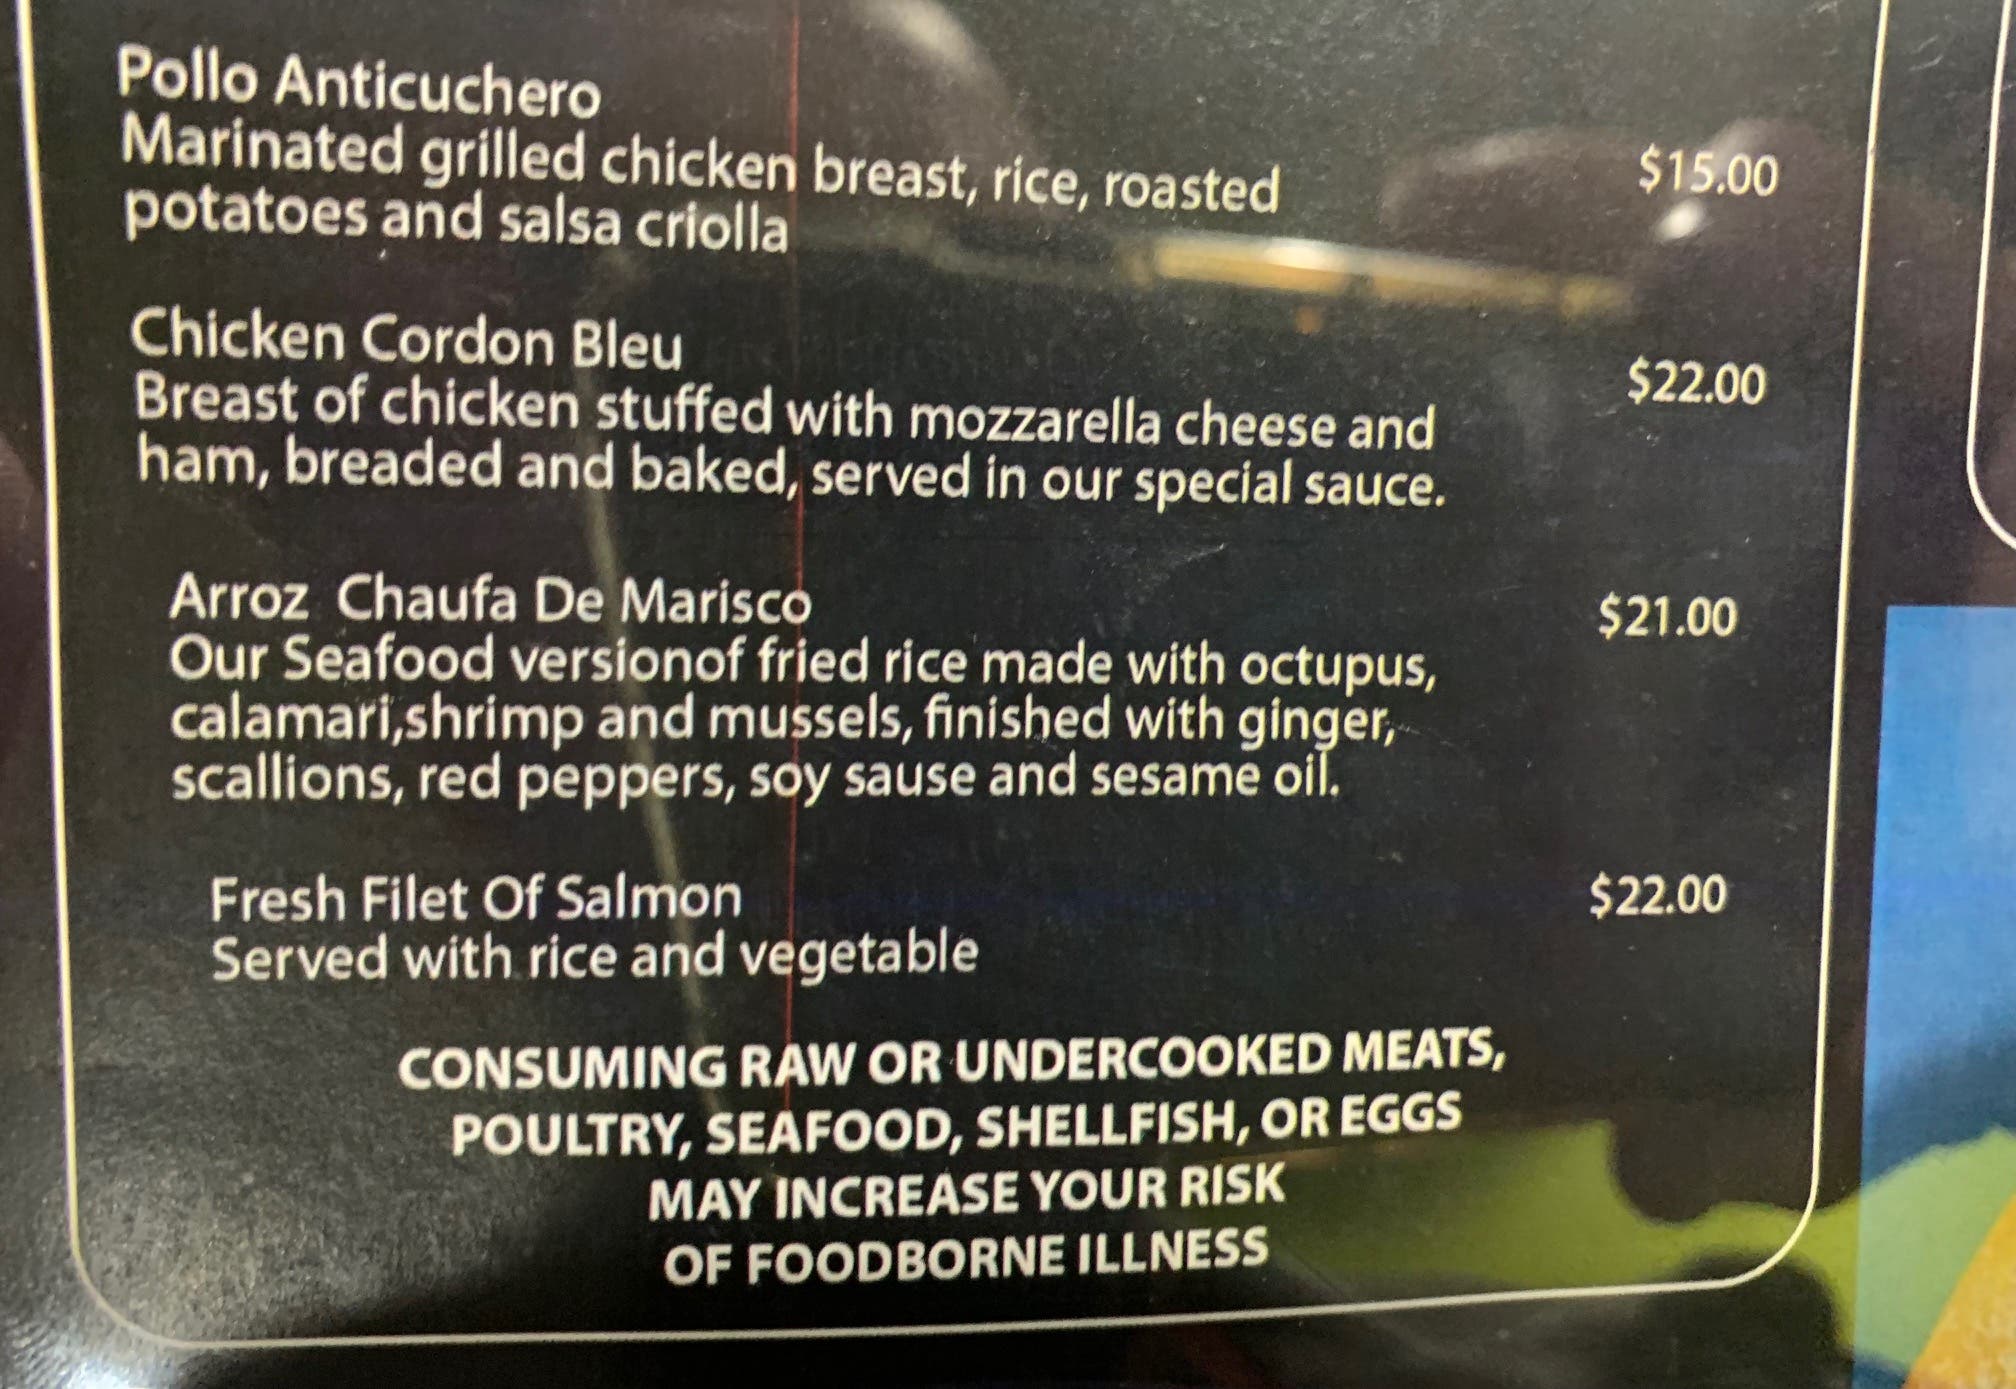 Pollo Anticuchero
Marinated grilled chicken breast, rice, roasted
potatoes and salsa criolla
$15.00
Chicken Cordon Bleu
$22.00
Breast of chicken stuffed with mozzarella cheese and
ham, breaded and baked, served in our special sauce.
Arroz Chaufa De Marisco
$21.00
Our Seafood versionof fried rice made with octupus,
calamari,shrimp and mussels, finished with ginger,
scallions, red peppers, soy sause and sesame oil.
Fresh Filet Of Salmon
$22.00
Served with rice and vegetable
CONSUMING RAW OR UNDERCOOKED MEATS,
POULTRY, SEAFOOD, SHELLFISH, OR EGGS
MAY INCREASE YOUR RISK
OF FOODBORNE ILLNESS